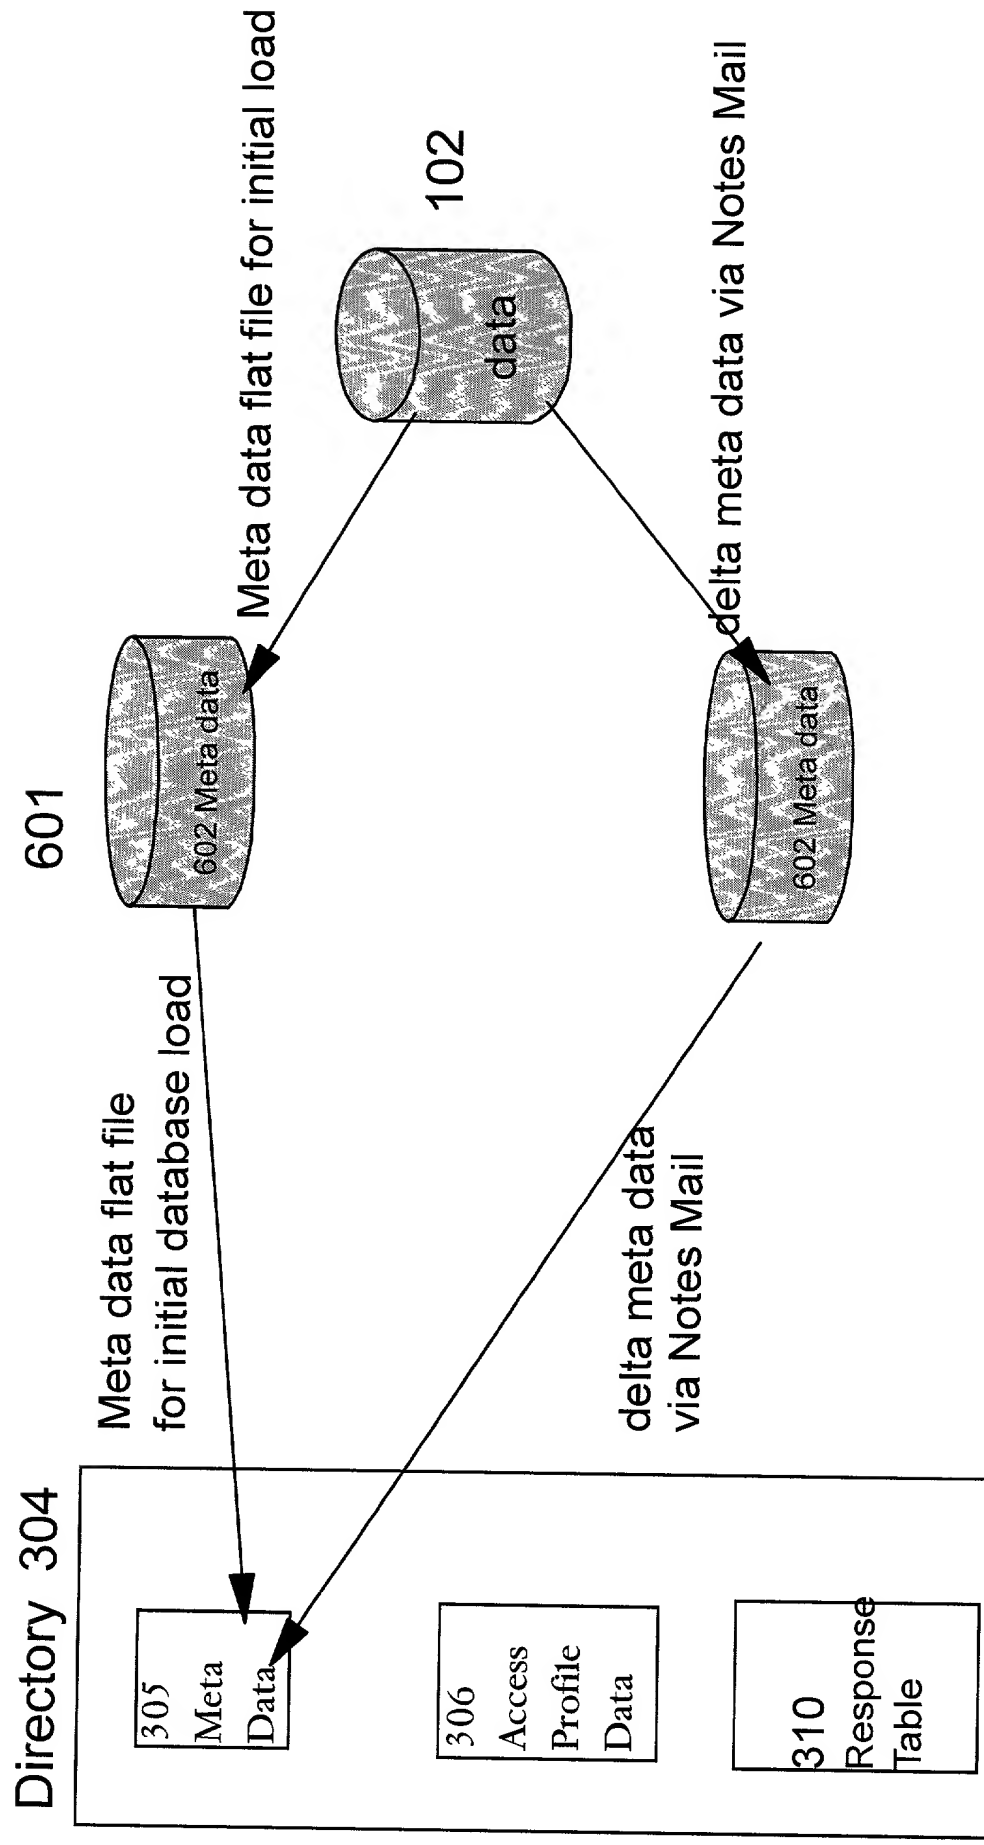 Directory 304
601
305
Meta
Data
306
Access
Profile
Data
310
Response
Table
Meta data flat file
for initial database load
delta meta data
via Notes Mail
602 Meta data
602 Meta data
Meta data flat file for initial load
delta meta data via Notes Mail
data
102